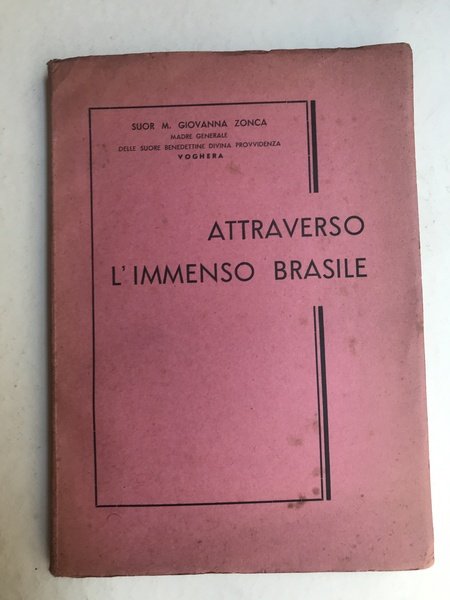 SUOR M. GIOVANNA ZONCA
MADRE GENERALE
DELLE SUORE BENEDETTINE DIVINA PROVVIDENZA
VOGHERA
ATTRAVERSO
L'IMMENSO BRASILE